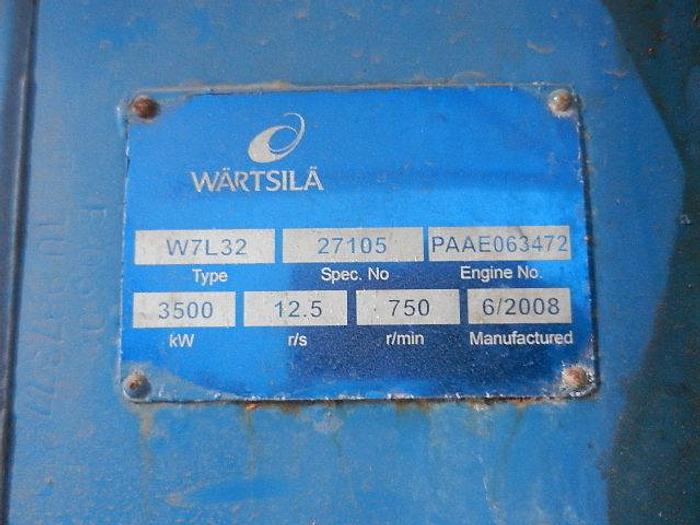 WÄRTSILÄ
W7L32 27105 PAAE063472
Type Spec. No Engine No.
3500 12.5 750 6/2008
kW r/s r/min Manufactured